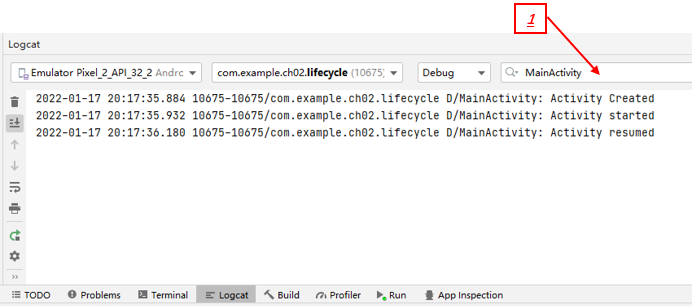 1
Logcat
Emulator Pixel_2_API_32_2 Andrc
com.example.ch02.lifecycle (10675)
Debug
MainActivity
2022-01-17 20:17:35.884 10675-10675/com.example.ch02.lifecycle D/MainActivity: Activity Created
2022-01-17 20:17:35.932 10675-10675/com.example.ch02.lifecycle D/MainActivity: Activity started
2022-01-17 20:17:36.180 10675-10675/com.example.ch02.lifecycle D/MainActivity: Activity resumed
TODO
Problems
Terminal
Logcat
Build
Profiler
Run
App Inspection